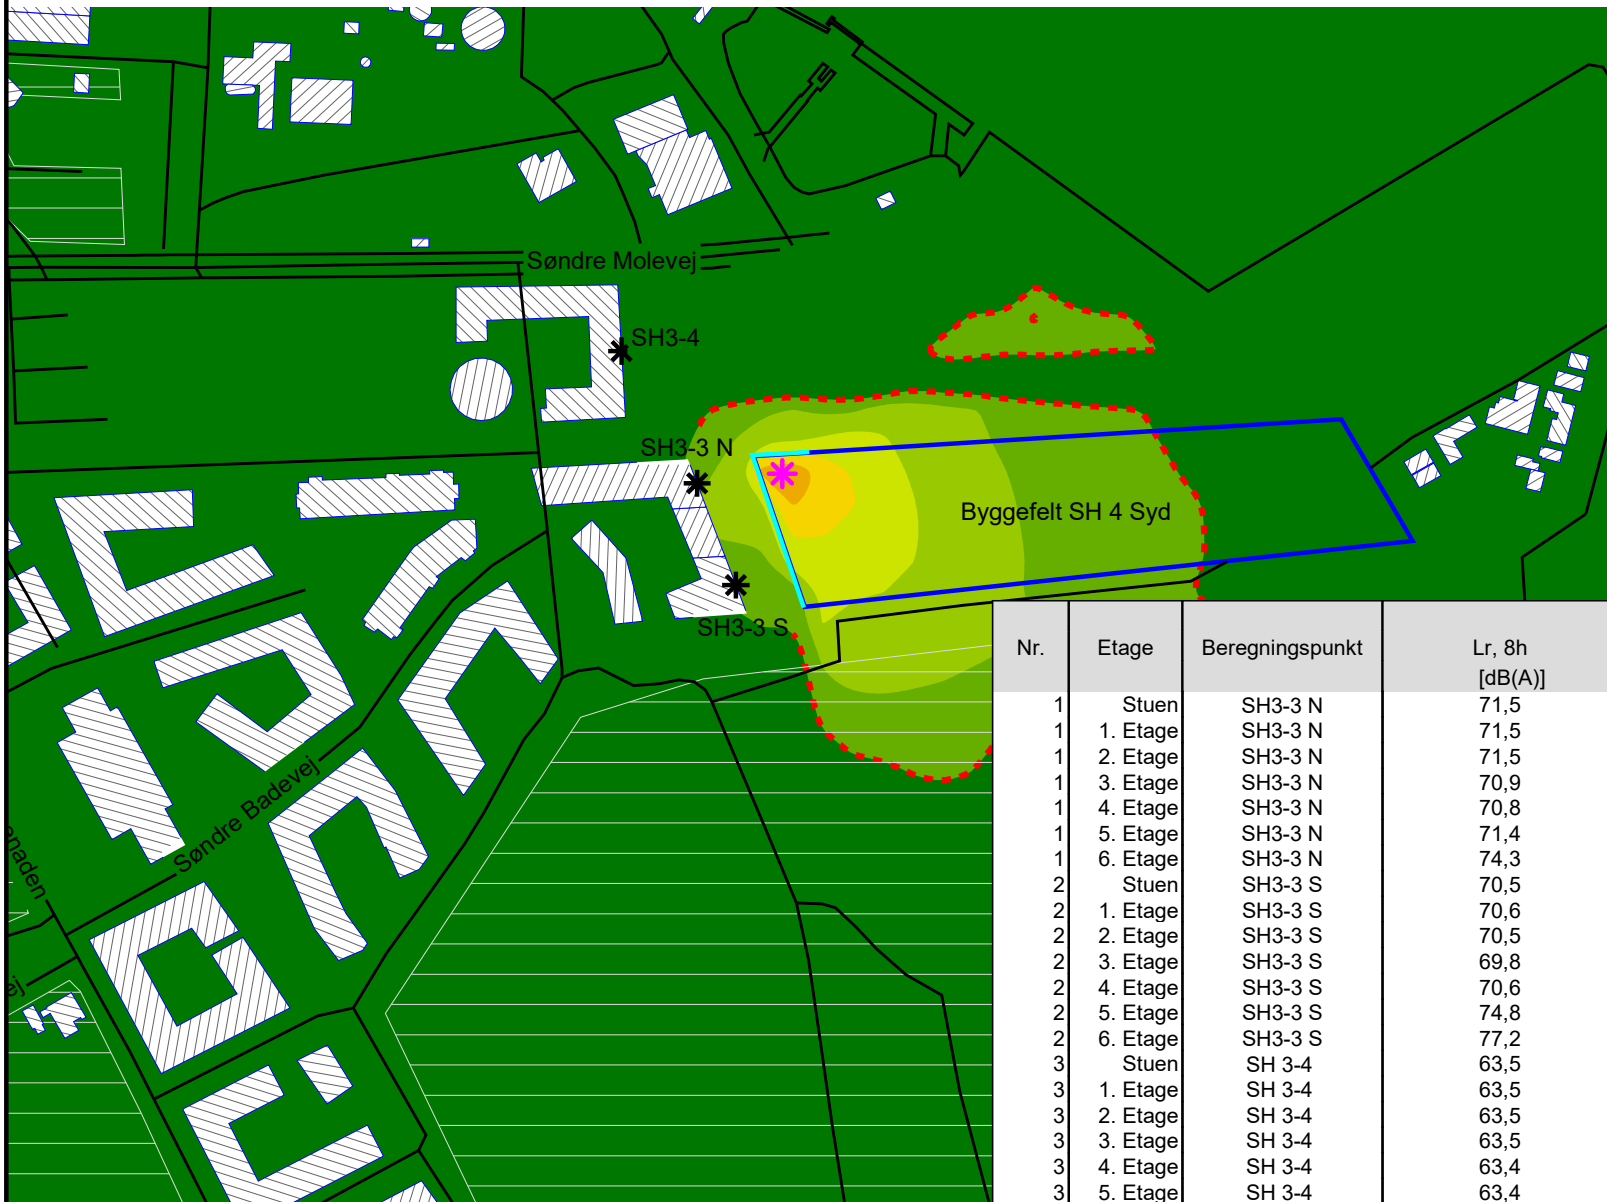 Søndre Molevej
SH3-4
SH3-3 N
Byggefelt SH 4 Syd
SH3-3 S
Søndre Badevej
Nr. Etage Beregningspunkt Lr, 8h
[dB(A)]
1 Stuen SH3-3 N 71,5
1 1. Etage SH3-3 N 71,5
1 2. Etage SH3-3 N 71,5
1 3. Etage SH3-3 N 70,9
1 4. Etage SH3-3 N 70,8
1 5. Etage SH3-3 N 71,4
1 6. Etage SH3-3 N 74,3
2 Stuen SH3-3 S 70,5
2 1. Etage SH3-3 S 70,6
2 2. Etage SH3-3 S 70,5
2 3. Etage SH3-3 S 69,8
2 4. Etage SH3-3 S 70,6
2 5. Etage SH3-3 S 74,8
2 6. Etage SH3-3 S 77,2
3 Stuen SH 3-4 63,5
3 1. Etage SH 3-4 63,5
3 2. Etage SH 3-4 63,5
3 3. Etage SH 3-4 63,5
3 4. Etage SH 3-4 63,4
3 5. Etage SH 3-4 63,4